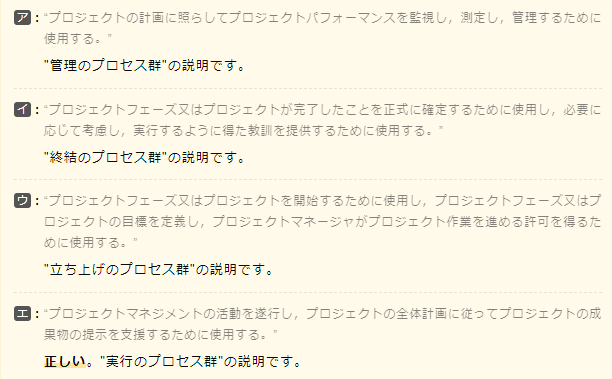 ア："プロジェクトの計画に照らしてプロジェクトパフォーマンスを監視し，測定し，管理するために
使用する。"
"管理のプロセス群"の説明です。
イ："プロジェクトフェーズ又はプロジェクトが完了したことを正式に確定するために使用し，必要に
応じて考慮し，実行するように得た教訓を提供するために使用する。"
"終結のプロセス群"の説明です。
ウ："プロジェクトフェーズ又はプロジェクトを開始するために使用し，プロジェクトフェーズ又はプ
ロジェクトの目標を定義し，プロジェクトマネージャがプロジェクト作業を進める許可を得るた
めに使用する。"
"立ち上げのプロセス群"の説明です。
エ："プロジェクトマネジメントの活動を遂行し，プロジェクトの全体計画に従ってプロジェクトの成
果物の提示を支援するために使用する。"
正しい。"実行のプロセス群"の説明です。